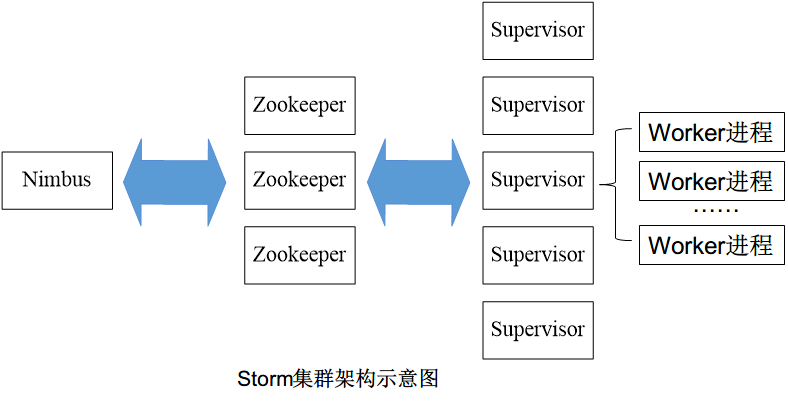 Nimbus
Zookeeper
Zookeeper
Zookeeper
Supervisor
Supervisor
Supervisor
Supervisor
Supervisor
Worker进程
Worker进程
……
Worker进程
Storm集群架构示意图